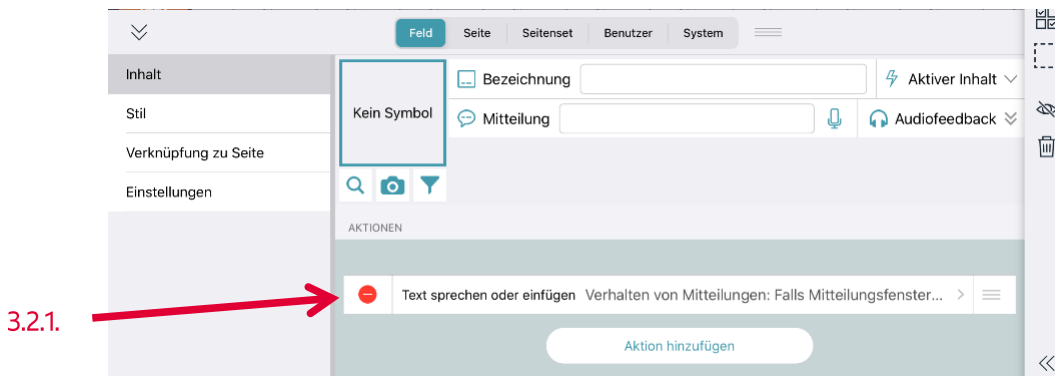 Feld Seite Seitenset Benutzer System
Inhalt
Stil
Verknüpfung zu Seite
Einstellungen
Kein Symbol
Bezeichnung
Aktiver Inhalt
Mitteilung
Audiofeedback
AKTIONEN
3.2.1.
Text sprechen oder einfügen Verhalten von Mitteilungen: Falls Mitteilungsfenster...
Aktion hinzufügen